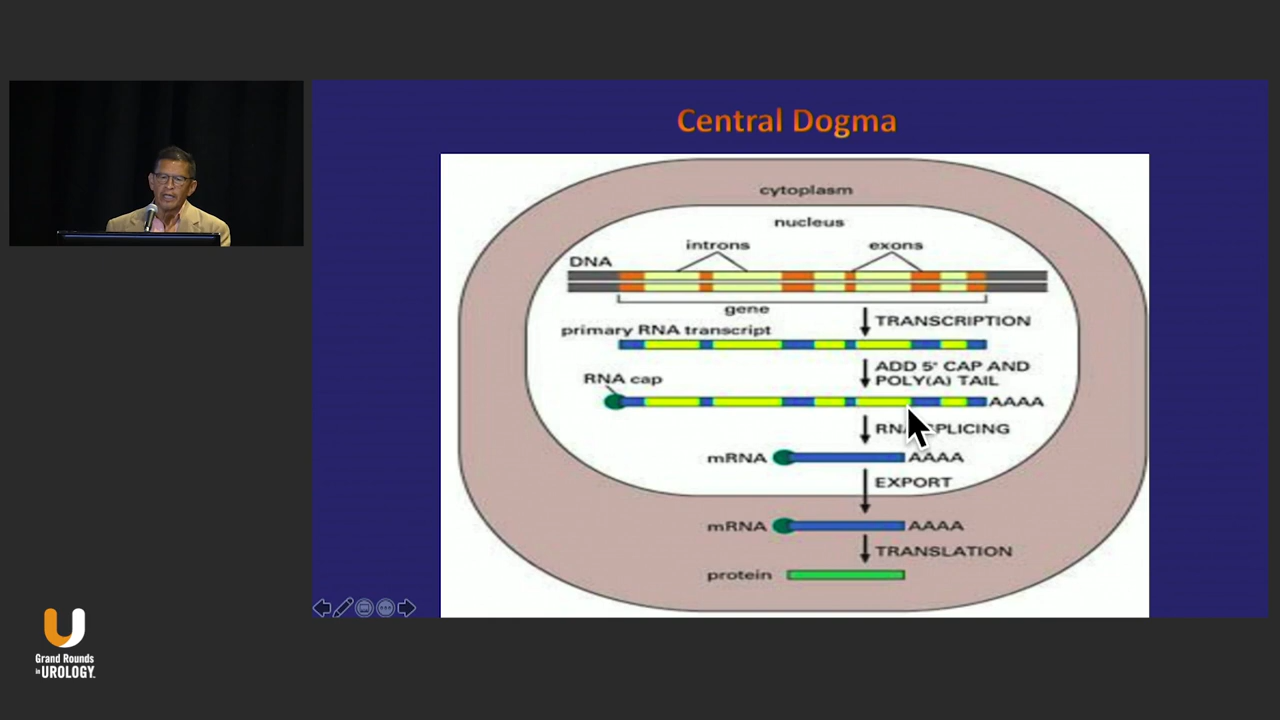 Central Dogma
cytoplasm
nucleus
introns
exons
DNA
gene
TRANSCRIPTION
primary RNA transcript
ADD 5' CAP AND
POLY(A) TAIL
RNA cap
AAAA
RNA SPLICING
mRNA
AAAA
EXPORT
mRNA
AAAA
TRANSLATION
protein
U
Grand Rounds
in UROLOGY